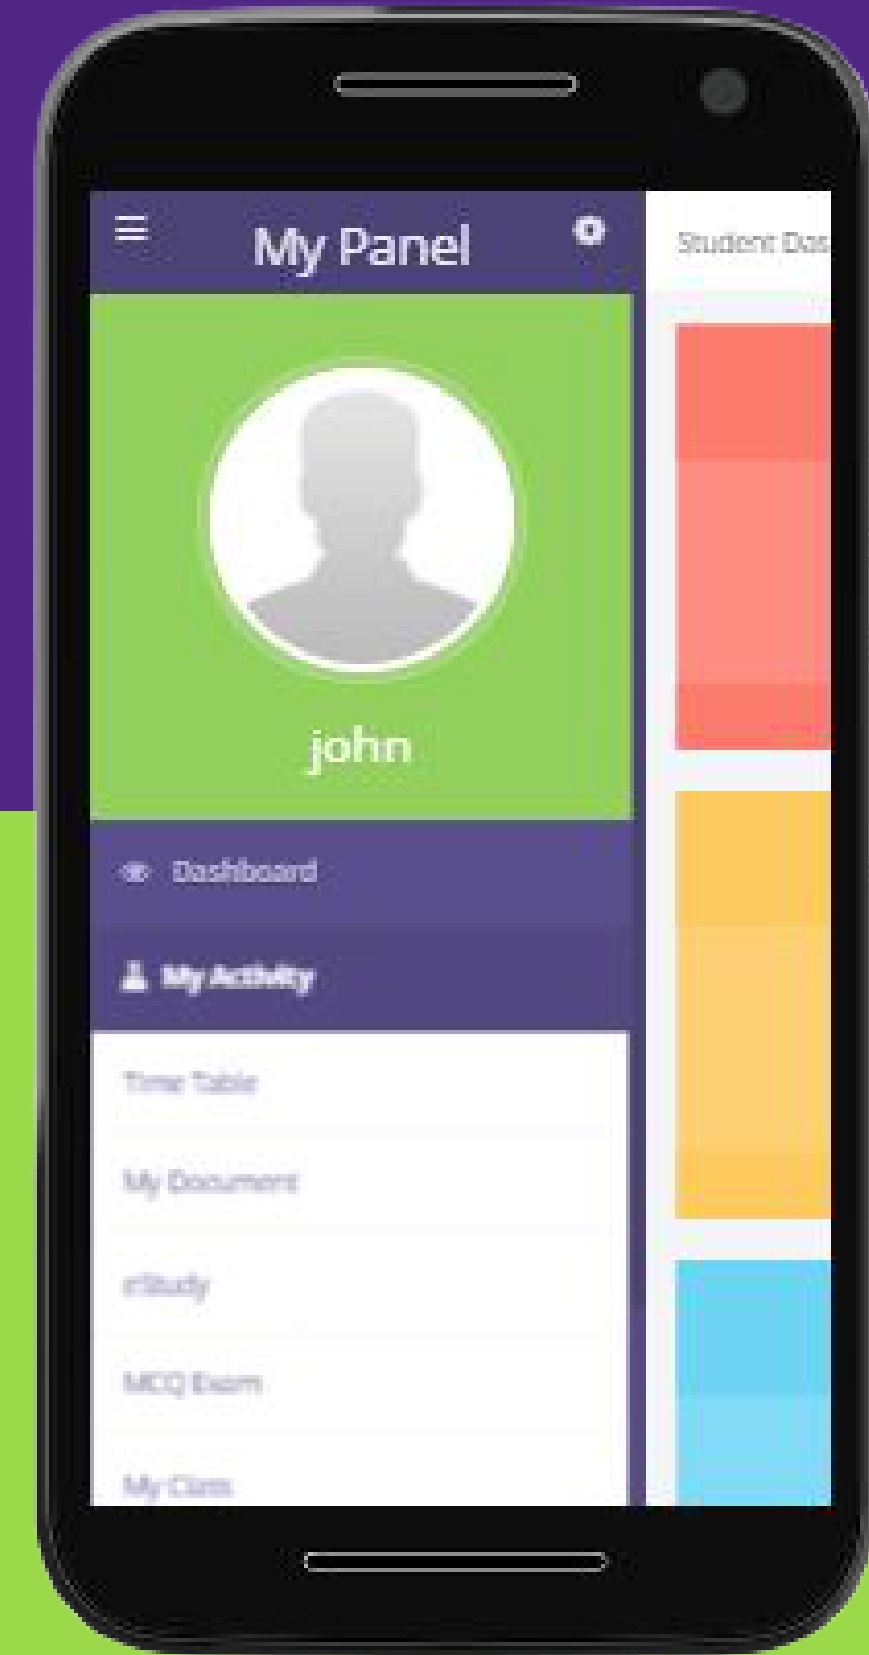 My Panel
Student Das
john
Dashboard
My Activity
Time Table
My Document
eStudy
MCQ Exam
My Class